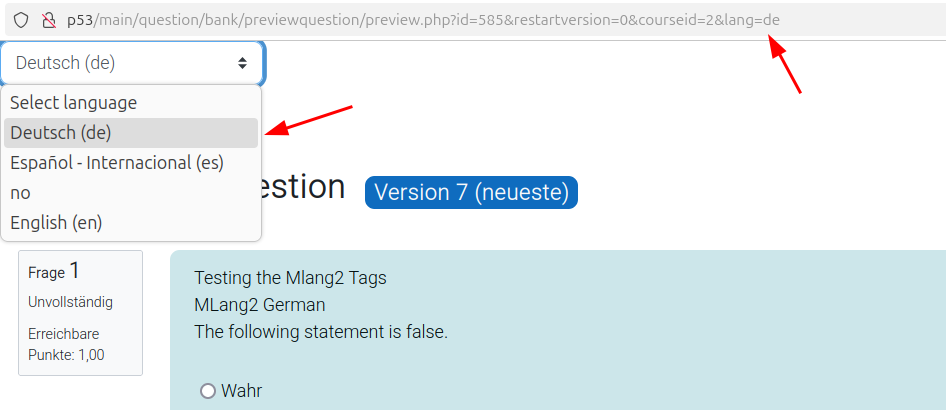 p53/main/question/bank/previewquestion/preview.php?id=585&restartversion=0&courseid=2&lang=de
Deutsch (de)
Select language
Deutsch (de)
Español - Internacional (es)
no
English (en)
estion Version 7 (neueste)
Frage 1
Unvollständig
Erreichbare
Punkte: 1,00
Testing the Mlang2 Tags
MLang2 German
The following statement is false.
Wahr